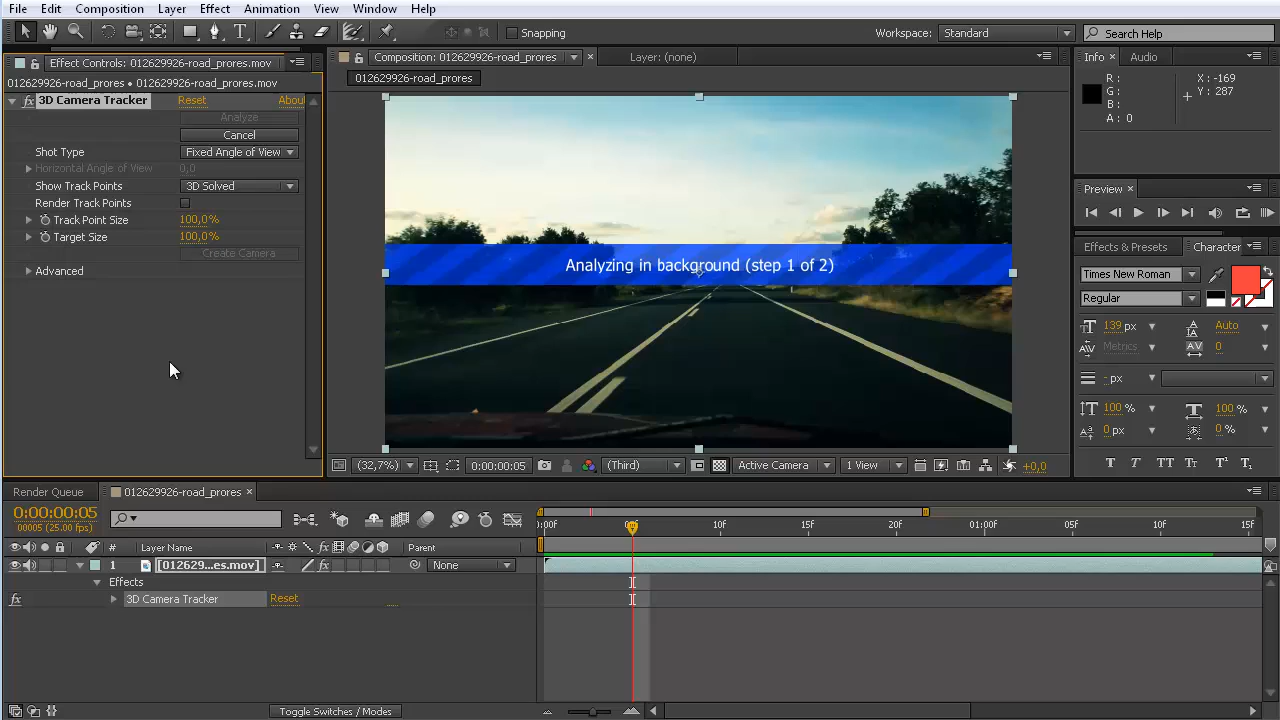 File Edit Composition Layer Effect Animation View Window Help
Snapping
Workspace: Standard
Search Help
Effect Controls: 012629926-road_prores.mov
012629926-road_prores • 012629926-road_prores.mov
fx 3D Camera Tracker Reset Abou
Analyze
Cancel
Shot Type Fixed Angle of View
Horizontal Angle of View 0,0
Show Track Points 3D Solved
Render Track Points
Track Point Size 100,0%
Target Size 100,0%
Create Camera
Advanced
Composition: 012629926-road_prores
Layer: (none)
012629926-road_prores
Analyzing in background (step 1 of 2)
(32,7%) 0:00:00:05 (Third) Active Camera 1 View +0,0
Info Audio
R: X: -169
G: Y: 287
B:
A: 0
Preview
Effects & Presets Character
Times New Roman
Regular
139 px Auto
Metrics 0
- px
100 % 100 %
0 px 0 %
T T TT Tt T¹ T₁
Render Queue 012629926-road_prores
0:00:00:05
00005 (25.00 fps)
# Layer Name Parent
1 [012629...es.mov] None
Effects
fx 3D Camera Tracker Reset
Toggle Switches / Modes
:00f 10f 15f 20f 01:00f 05f 10f 15f